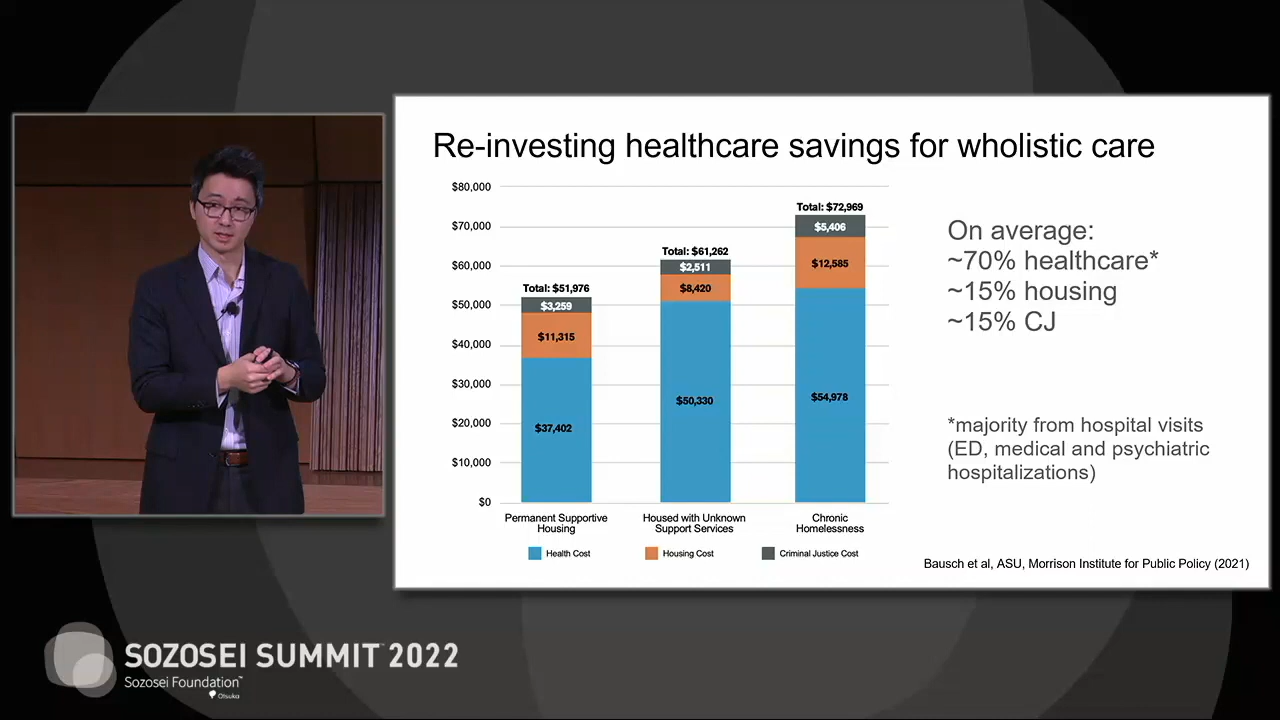 Re-investing healthcare savings for wholistic care
$80,000
$70,000
$60,000
$50,000
$40,000
$30,000
$20,000
$10,000
$0
Total: $51,976
$3,259
$11,315
$37,402
Permanent Supportive
Housing
Total: $61,262
$2,511
$8,420
$50,330
Housed with Unknown
Support Services
Total: $72,969
$5,406
$12,585
$54,978
Chronic
Homelessness
Health Cost
Housing Cost
Criminal Justice Cost
On average:
~70% healthcare*
~15% housing
~15% CJ
*majority from hospital visits
(ED, medical and psychiatric
hospitalizations)
Bausch et al, ASU, Morrison Institute for Public Policy (2021)
SOZOSEI SUMMIT™ 2022
Sozosei Foundation™
Otsuka